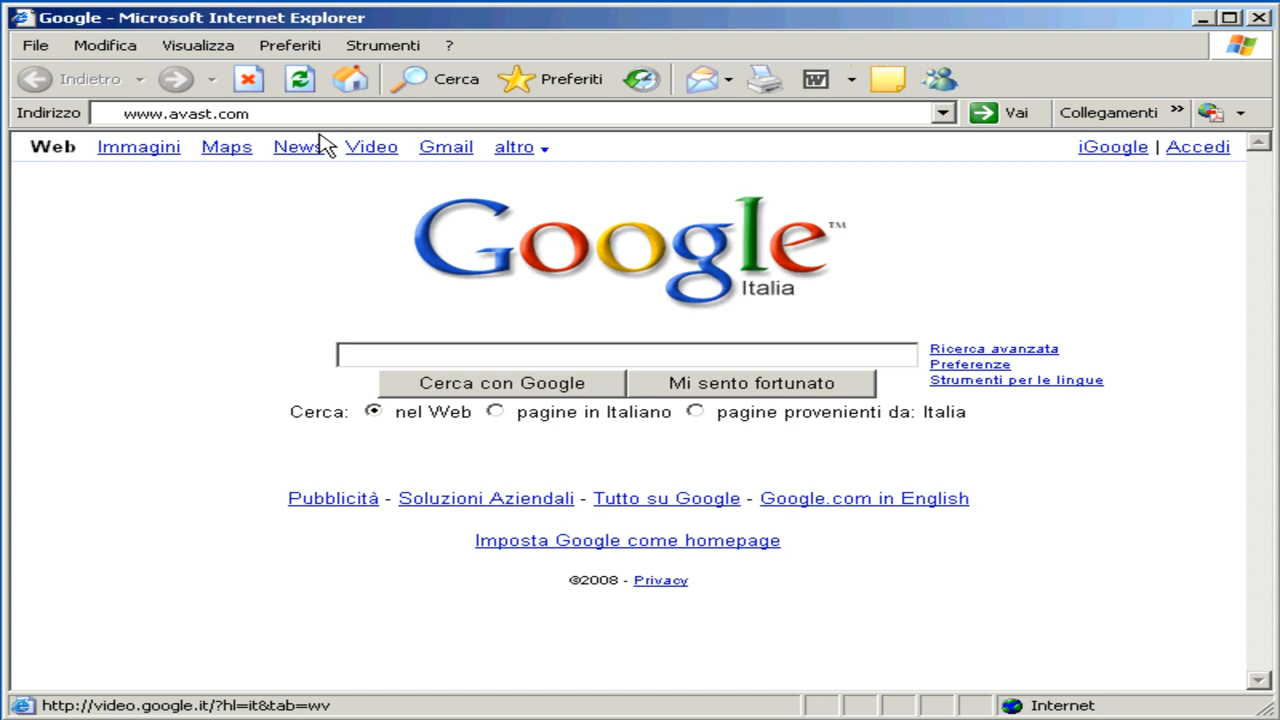 Google - Microsoft Internet Explorer
File Modifica Visualizza Preferiti Strumenti ?
Indietro Cerca Preferiti W
Indirizzo www.avast.com Vai Collegamenti »
Web Immagini Maps News Video Gmail altro iGoogle | Accedi
Google™
Italia
Ricerca avanzata
Preferenze
Strumenti per le lingue
Cerca con Google Mi sento fortunato
Cerca: nel Web pagine in Italiano pagine provenienti da: Italia
Pubblicità - Soluzioni Aziendali - Tutto su Google - Google.com in English
Imposta Google come homepage
©2008 - Privacy
http://video.google.it/?hl=it&tab=wv Internet